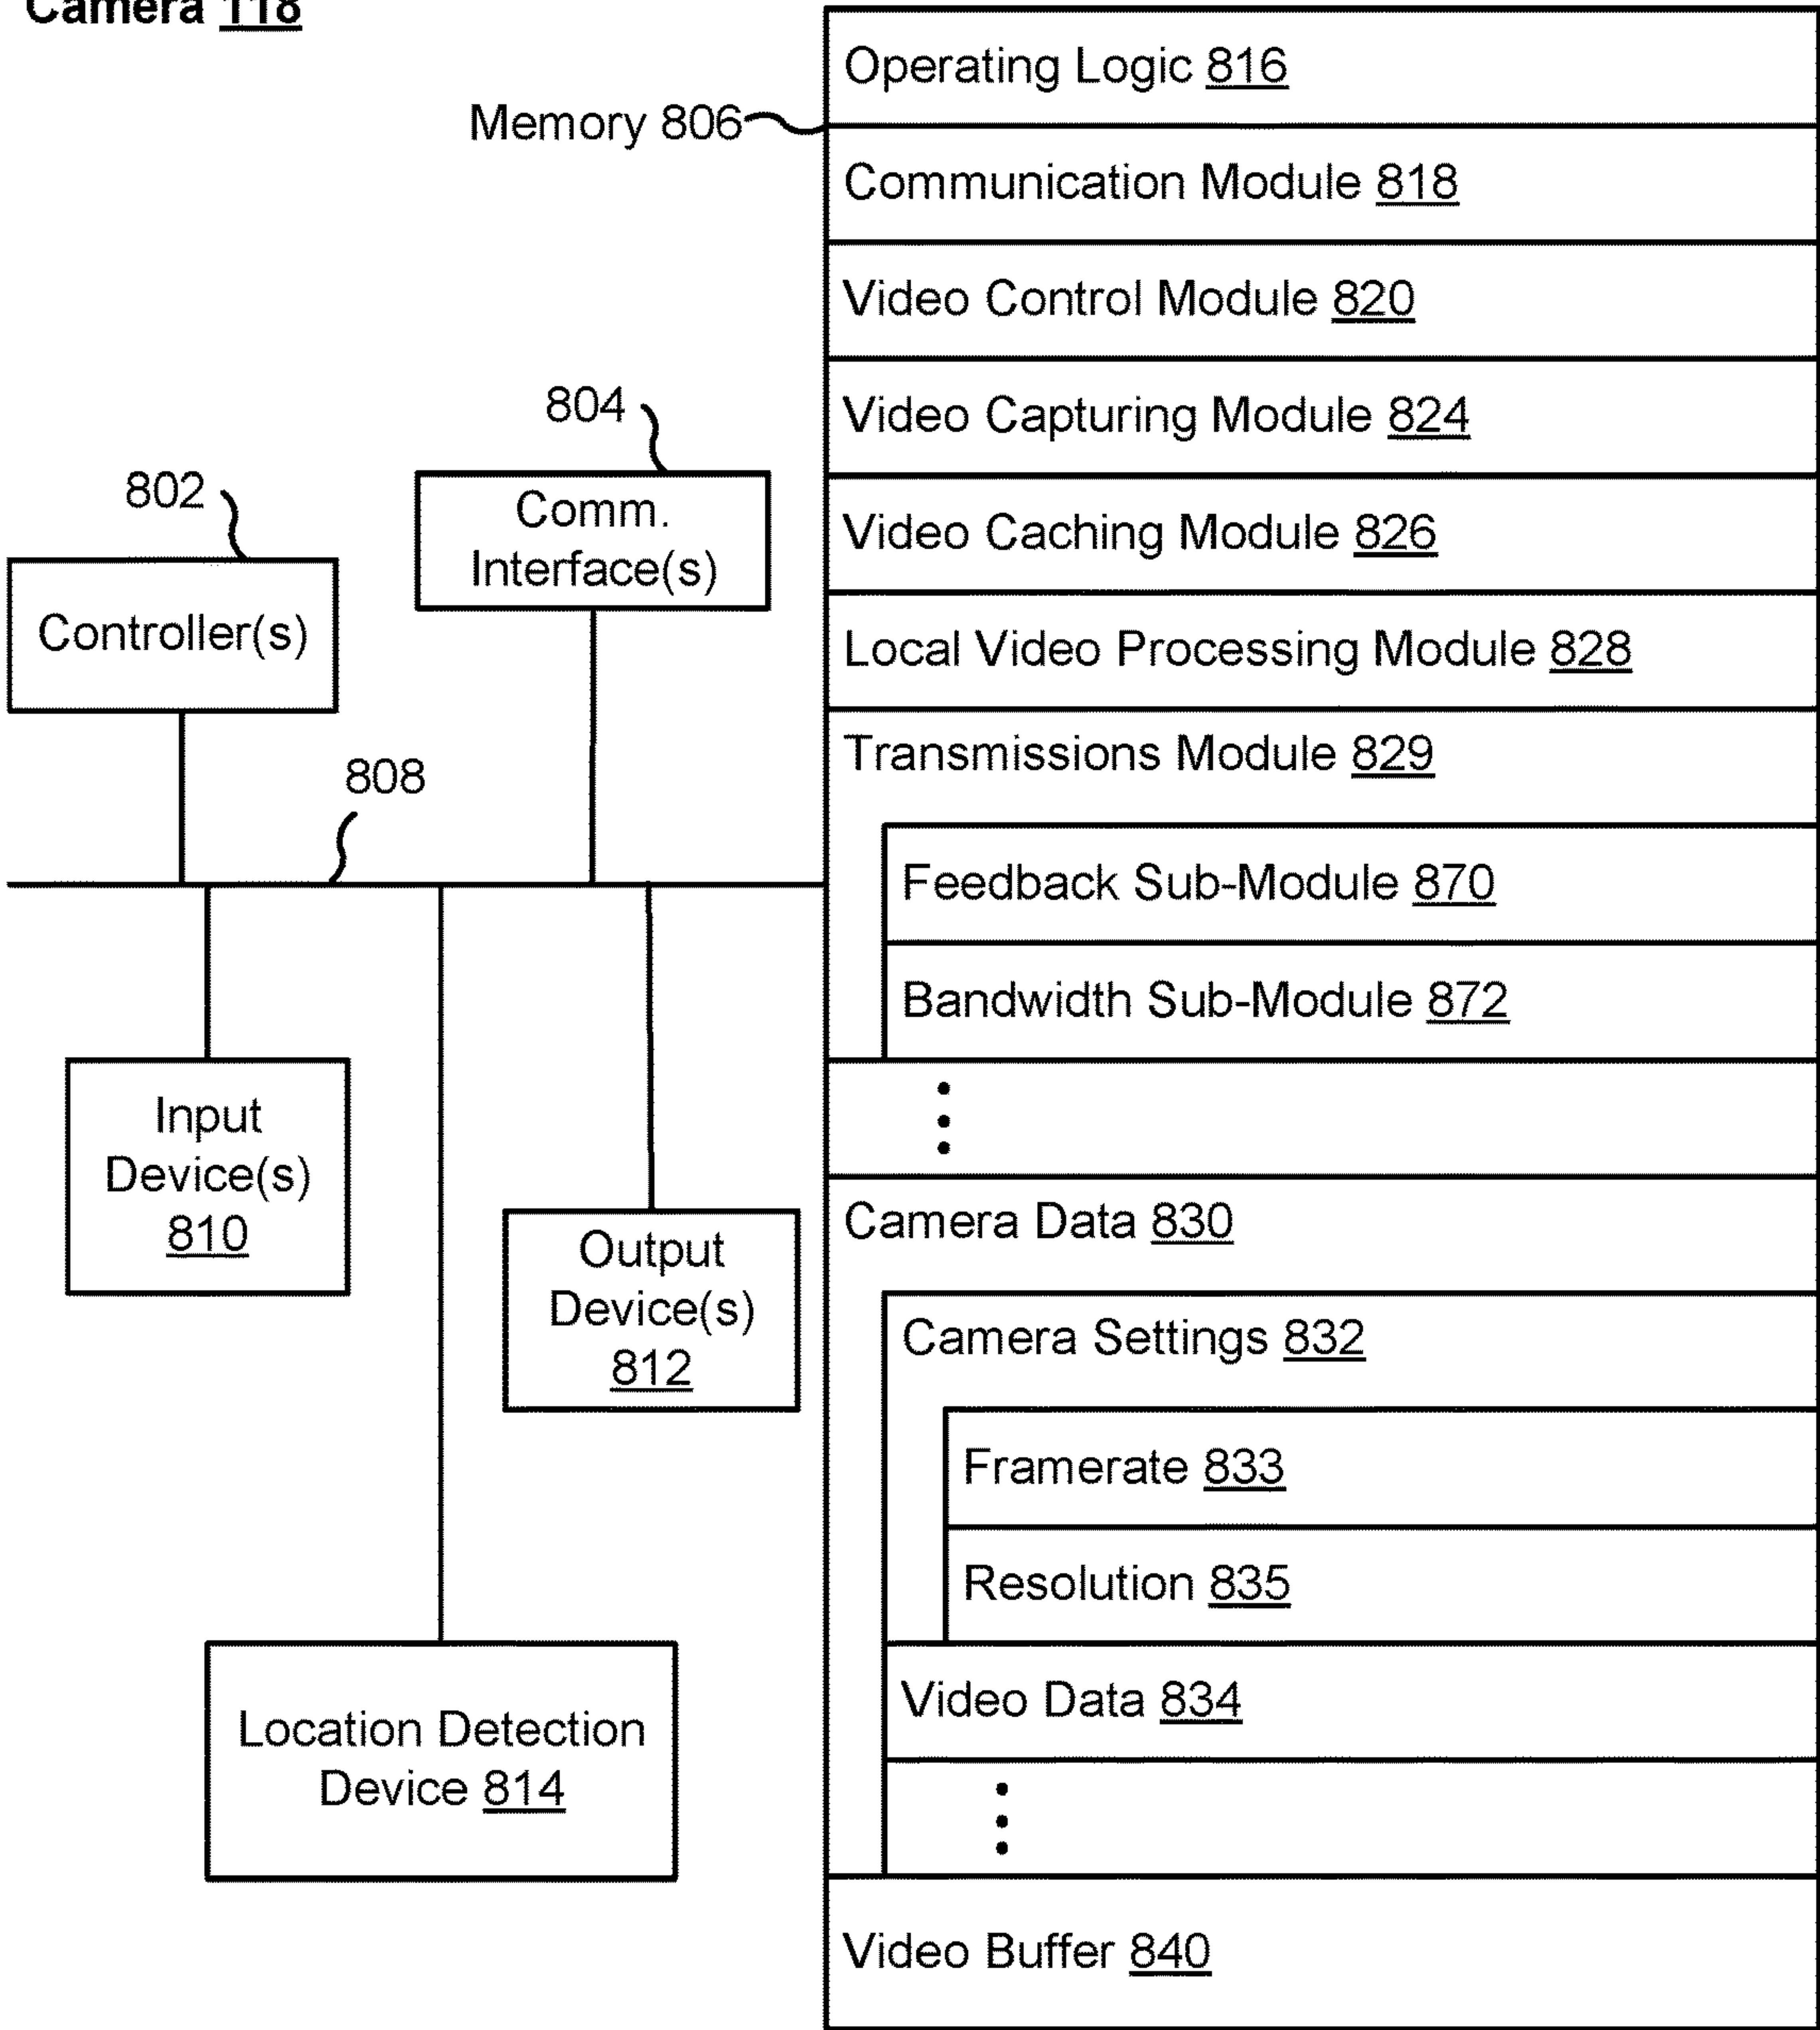 Camera 118
Memory 806
802
Controller(s)
804
Comm.
Interface(s)
808
Input
Device(s)
810
Output
Device(s)
812
Location Detection
Device 814
Operating Logic 816
Communication Module 818
Video Control Module 820
Video Capturing Module 824
Video Caching Module 826
Local Video Processing Module 828
Transmissions Module 829
Feedback Sub-Module 870
Bandwidth Sub-Module 872
Camera Data 830
Camera Settings 832
Framerate 833
Resolution 835
Video Data 834
Video Buffer 840